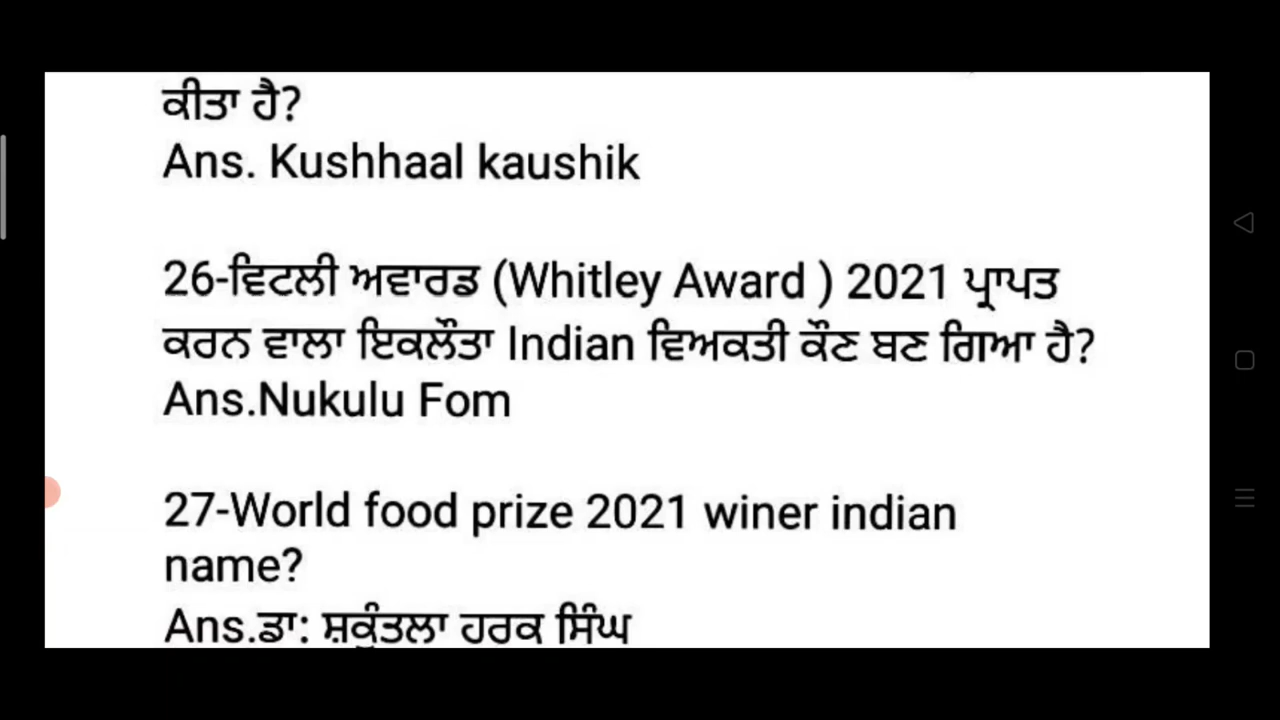 ਕੀਤਾ ਹੈ?
Ans. Kushhaal kaushik
26-ਵਿਟਲੀ ਅਵਾਰਡ (Whitley Award ) 2021 ਪ੍ਰਾਪਤ
ਕਰਨ ਵਾਲਾ ਇਕਲੌਤਾ Indian ਵਿਅਕਤੀ ਕੌਣ ਬਣ ਗਿਆ ਹੈ?
Ans.Nukulu Fom
27-World food prize 2021 winer indian
name?
Ans.ਡਾ: ਸ਼ਕੁੰਤਲਾ ਹਰਕ ਸਿੰਘ